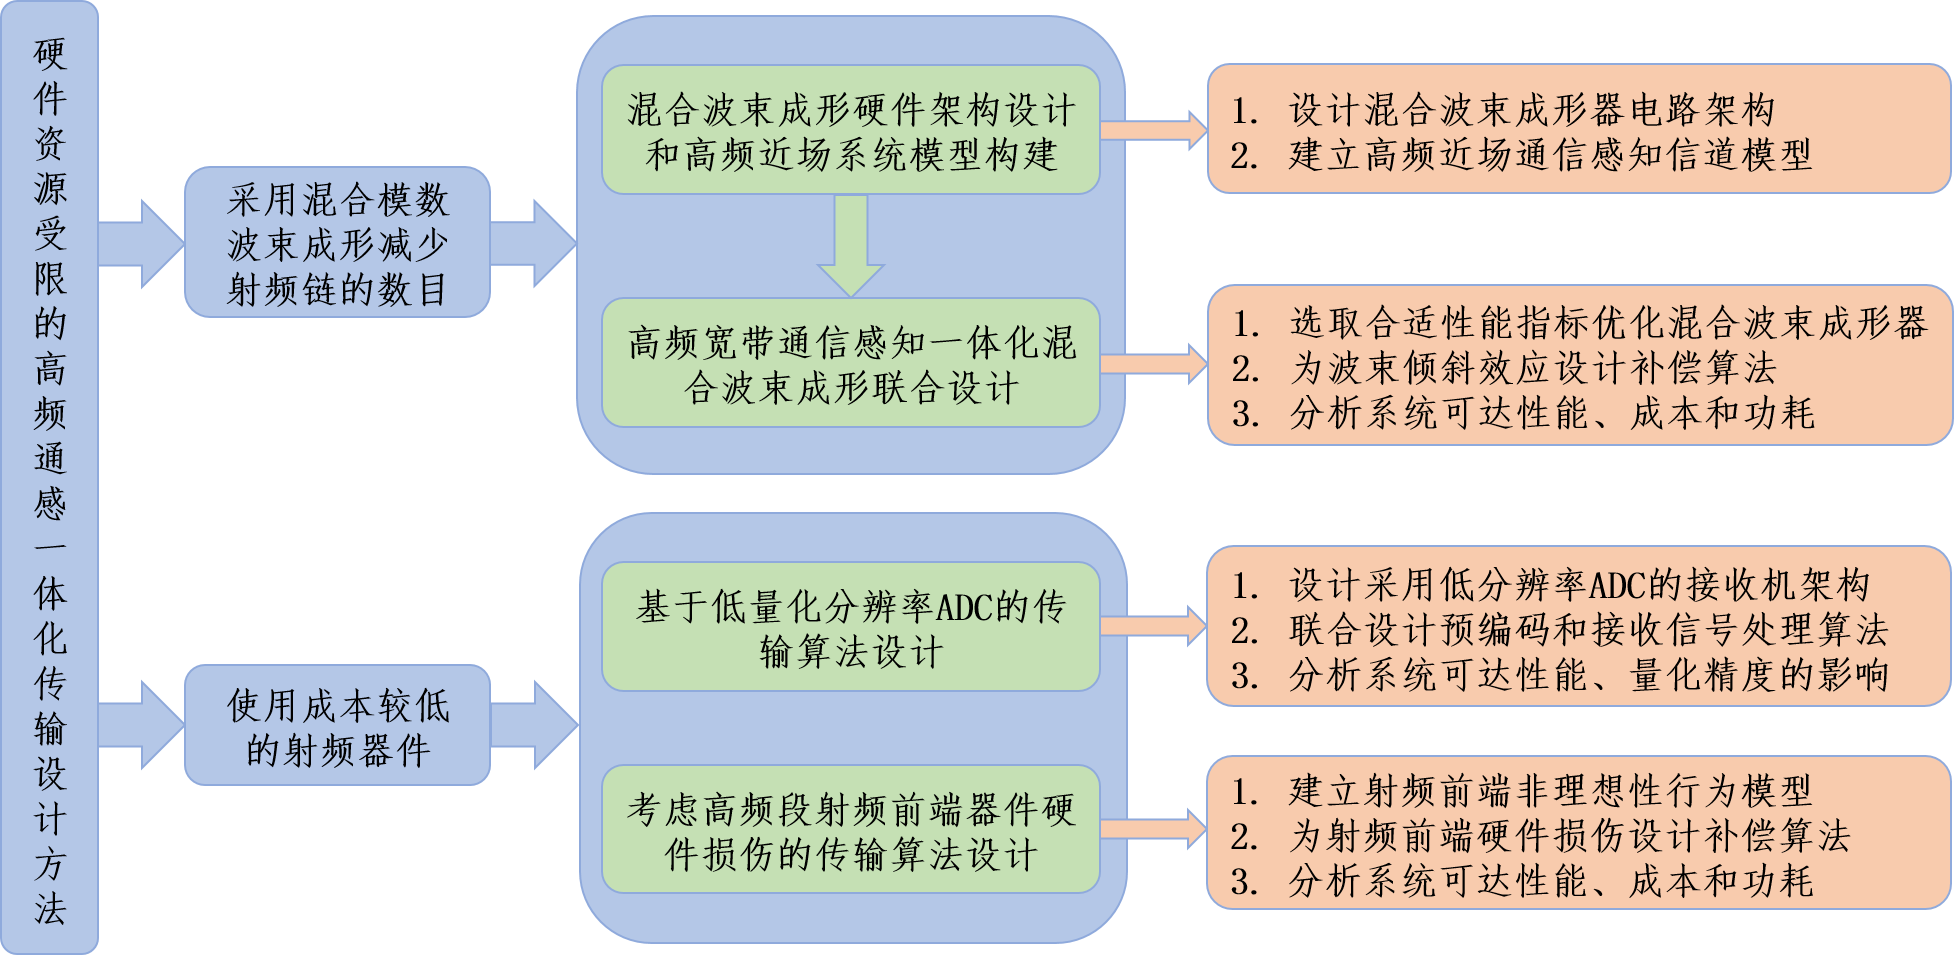 硬件资源受限的高频通感一体化传输设计方法
采用混合模数
波束成形减少
射频链的数目
混合波束成形硬件架构设计
和高频近场系统模型构建
1. 设计混合波束成形器电路架构
2. 建立高频近场通信感知信道模型
高频宽带通信感知一体化混
合波束成形联合设计
1. 选取合适性能指标优化混合波束成形器
2. 为波束倾斜效应设计补偿算法
3. 分析系统可达性能、成本和功耗
使用成本较低
的射频器件
基于低量化分辨率ADC的传
输算法设计
1. 设计采用低分辨率ADC的接收机架构
2. 联合设计预编码和接收信号处理算法
3. 分析系统可达性能、量化精度的影响
考虑高频段射频前端器件硬
件损伤的传输算法设计
1. 建立射频前端非理想性行为模型
2. 为射频前端硬件损伤设计补偿算法
3. 分析系统可达性能、成本和功耗